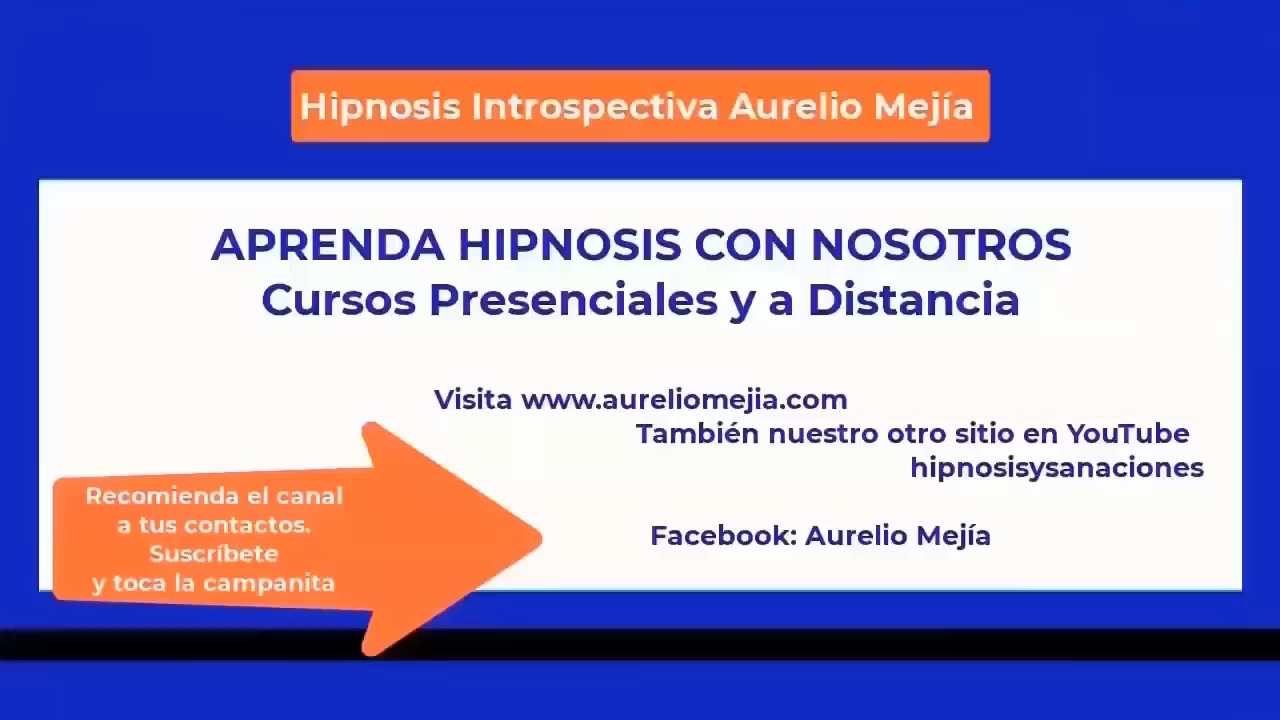 Hipnosis Introspectiva Aurelio Mejía
APRENDA HIPNOSIS CON NOSOTROS
Cursos Presenciales y a Distancia
Visita www.aureliomejia.com
También nuestro otro sitio en YouTube
hipnosisysanaciones
Facebook: Aurelio Mejía
Recomienda el canal
a tus contactos.
Suscríbete
y toca la campanita